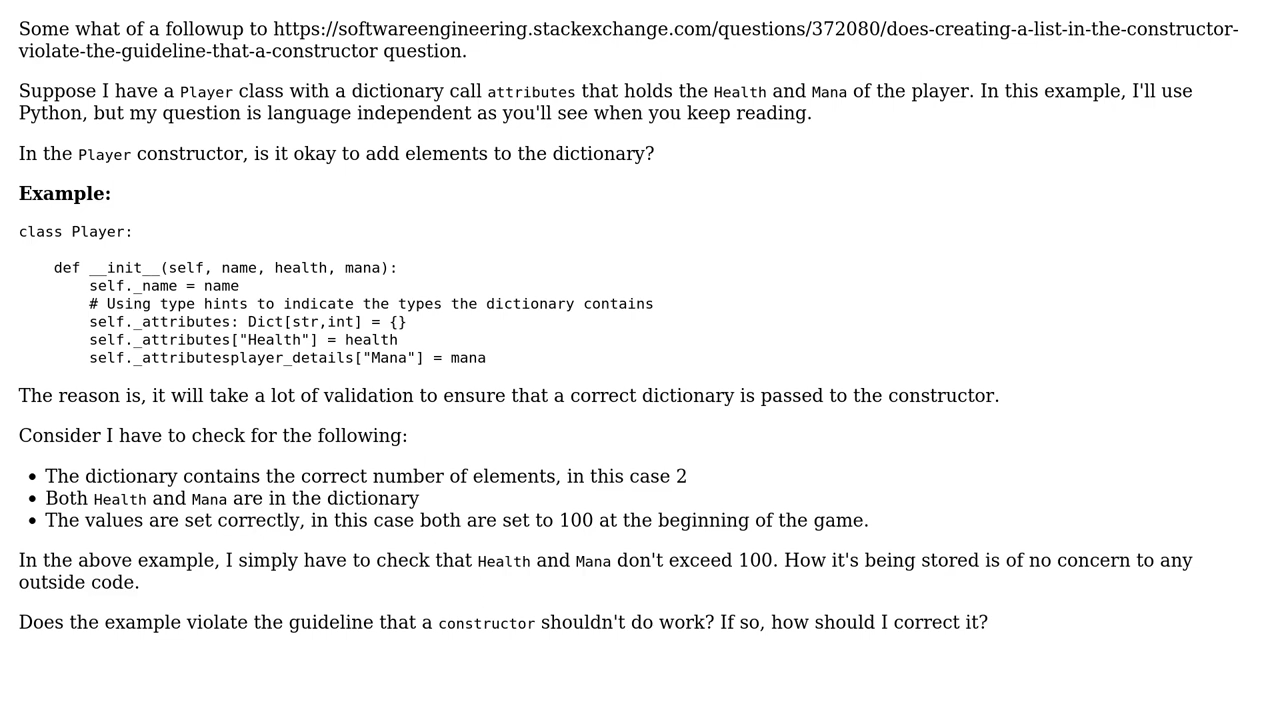 Some what of a followup to https://softwareengineering.stackexchange.com/questions/372080/does-creating-a-list-in-the-constructor-
violate-the-guideline-that-a-constructor question.
Suppose I have a Player class with a dictionary call attributes that holds the Health and Mana of the player. In this example, I'll use
Python, but my question is language independent as you'll see when you keep reading.
In the Player constructor, is it okay to add elements to the dictionary?
Example:
class Player:
    def __init__(self, name, health, mana):
        self._name = name
        # Using type hints to indicate the types the dictionary contains
        self._attributes: Dict[str,int] = {}
        self._attributes["Health"] = health
        self._attributesplayer_details["Mana"] = mana
The reason is, it will take a lot of validation to ensure that a correct dictionary is passed to the constructor.
Consider I have to check for the following:
• The dictionary contains the correct number of elements, in this case 2
• Both Health and Mana are in the dictionary
• The values are set correctly, in this case both are set to 100 at the beginning of the game.
In the above example, I simply have to check that Health and Mana don't exceed 100. How it's being stored is of no concern to any
outside code.
Does the example violate the guideline that a constructor shouldn't do work? If so, how should I correct it?